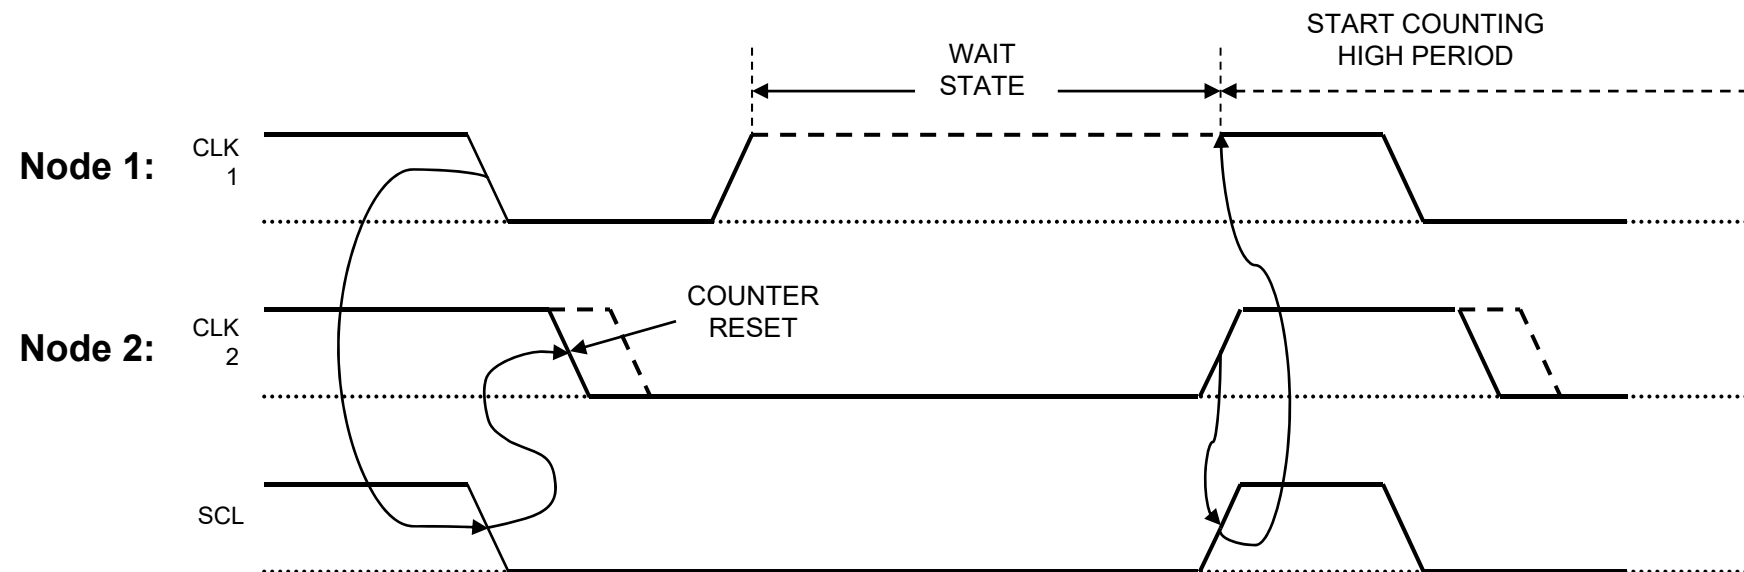 START COUNTING
HIGH PERIOD
WAIT
STATE
Node 1:
CLK
1
COUNTER
RESET
Node 2:
CLK
2
SCL